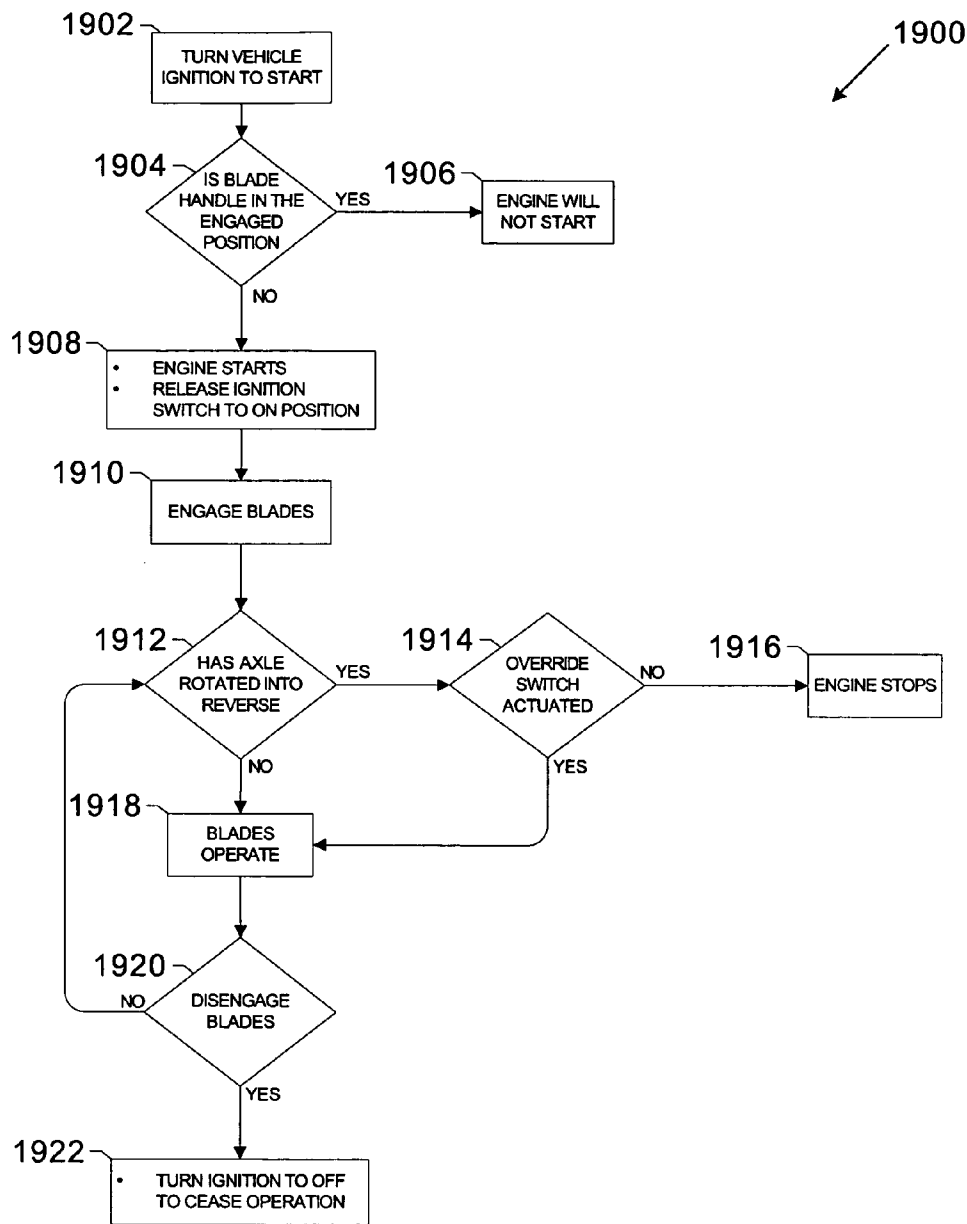 1902
1900
TURN VEHICLE
IGNITION TO START
1904
IS BLADE
HANDLE IN THE
ENGAGED
POSITION
YES
1906
ENGINE WILL
NOT START
NO
1908
• ENGINE STARTS
• RELEASE IGNITION
SWITCH TO ON POSITION
1910
ENGAGE BLADES
1912
HAS AXLE
ROTATED INTO
REVERSE
YES
1914
OVERRIDE
SWITCH
ACTUATED
NO
1916
ENGINE STOPS
NO
YES
1918
BLADES
OPERATE
1920
NO
DISENGAGE
BLADES
YES
1922
• TURN IGNITION TO OFF
TO CEASE OPERATION